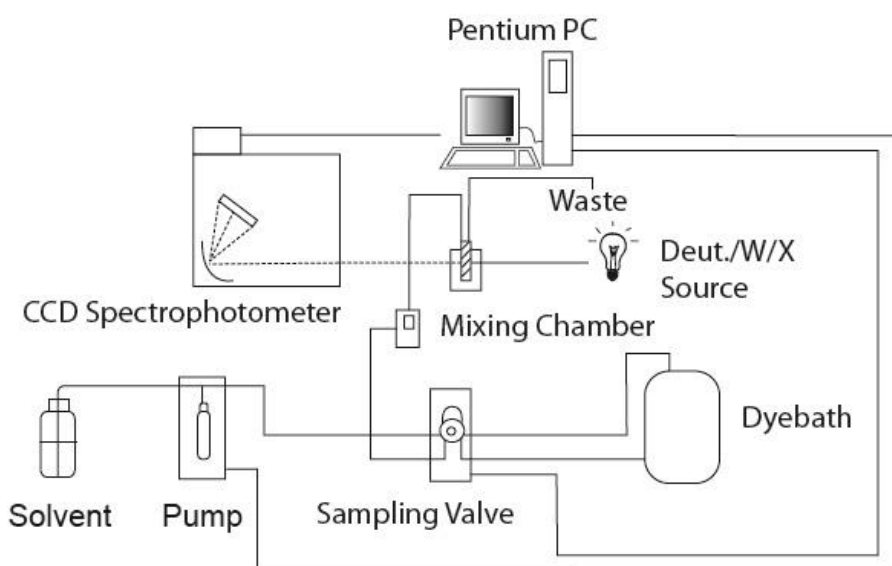 Pentium PC
Waste
Deut./W/X
Source
CCD Spectrophotometer
Mixing Chamber
Dyebath
Solvent
Pump
Sampling Valve